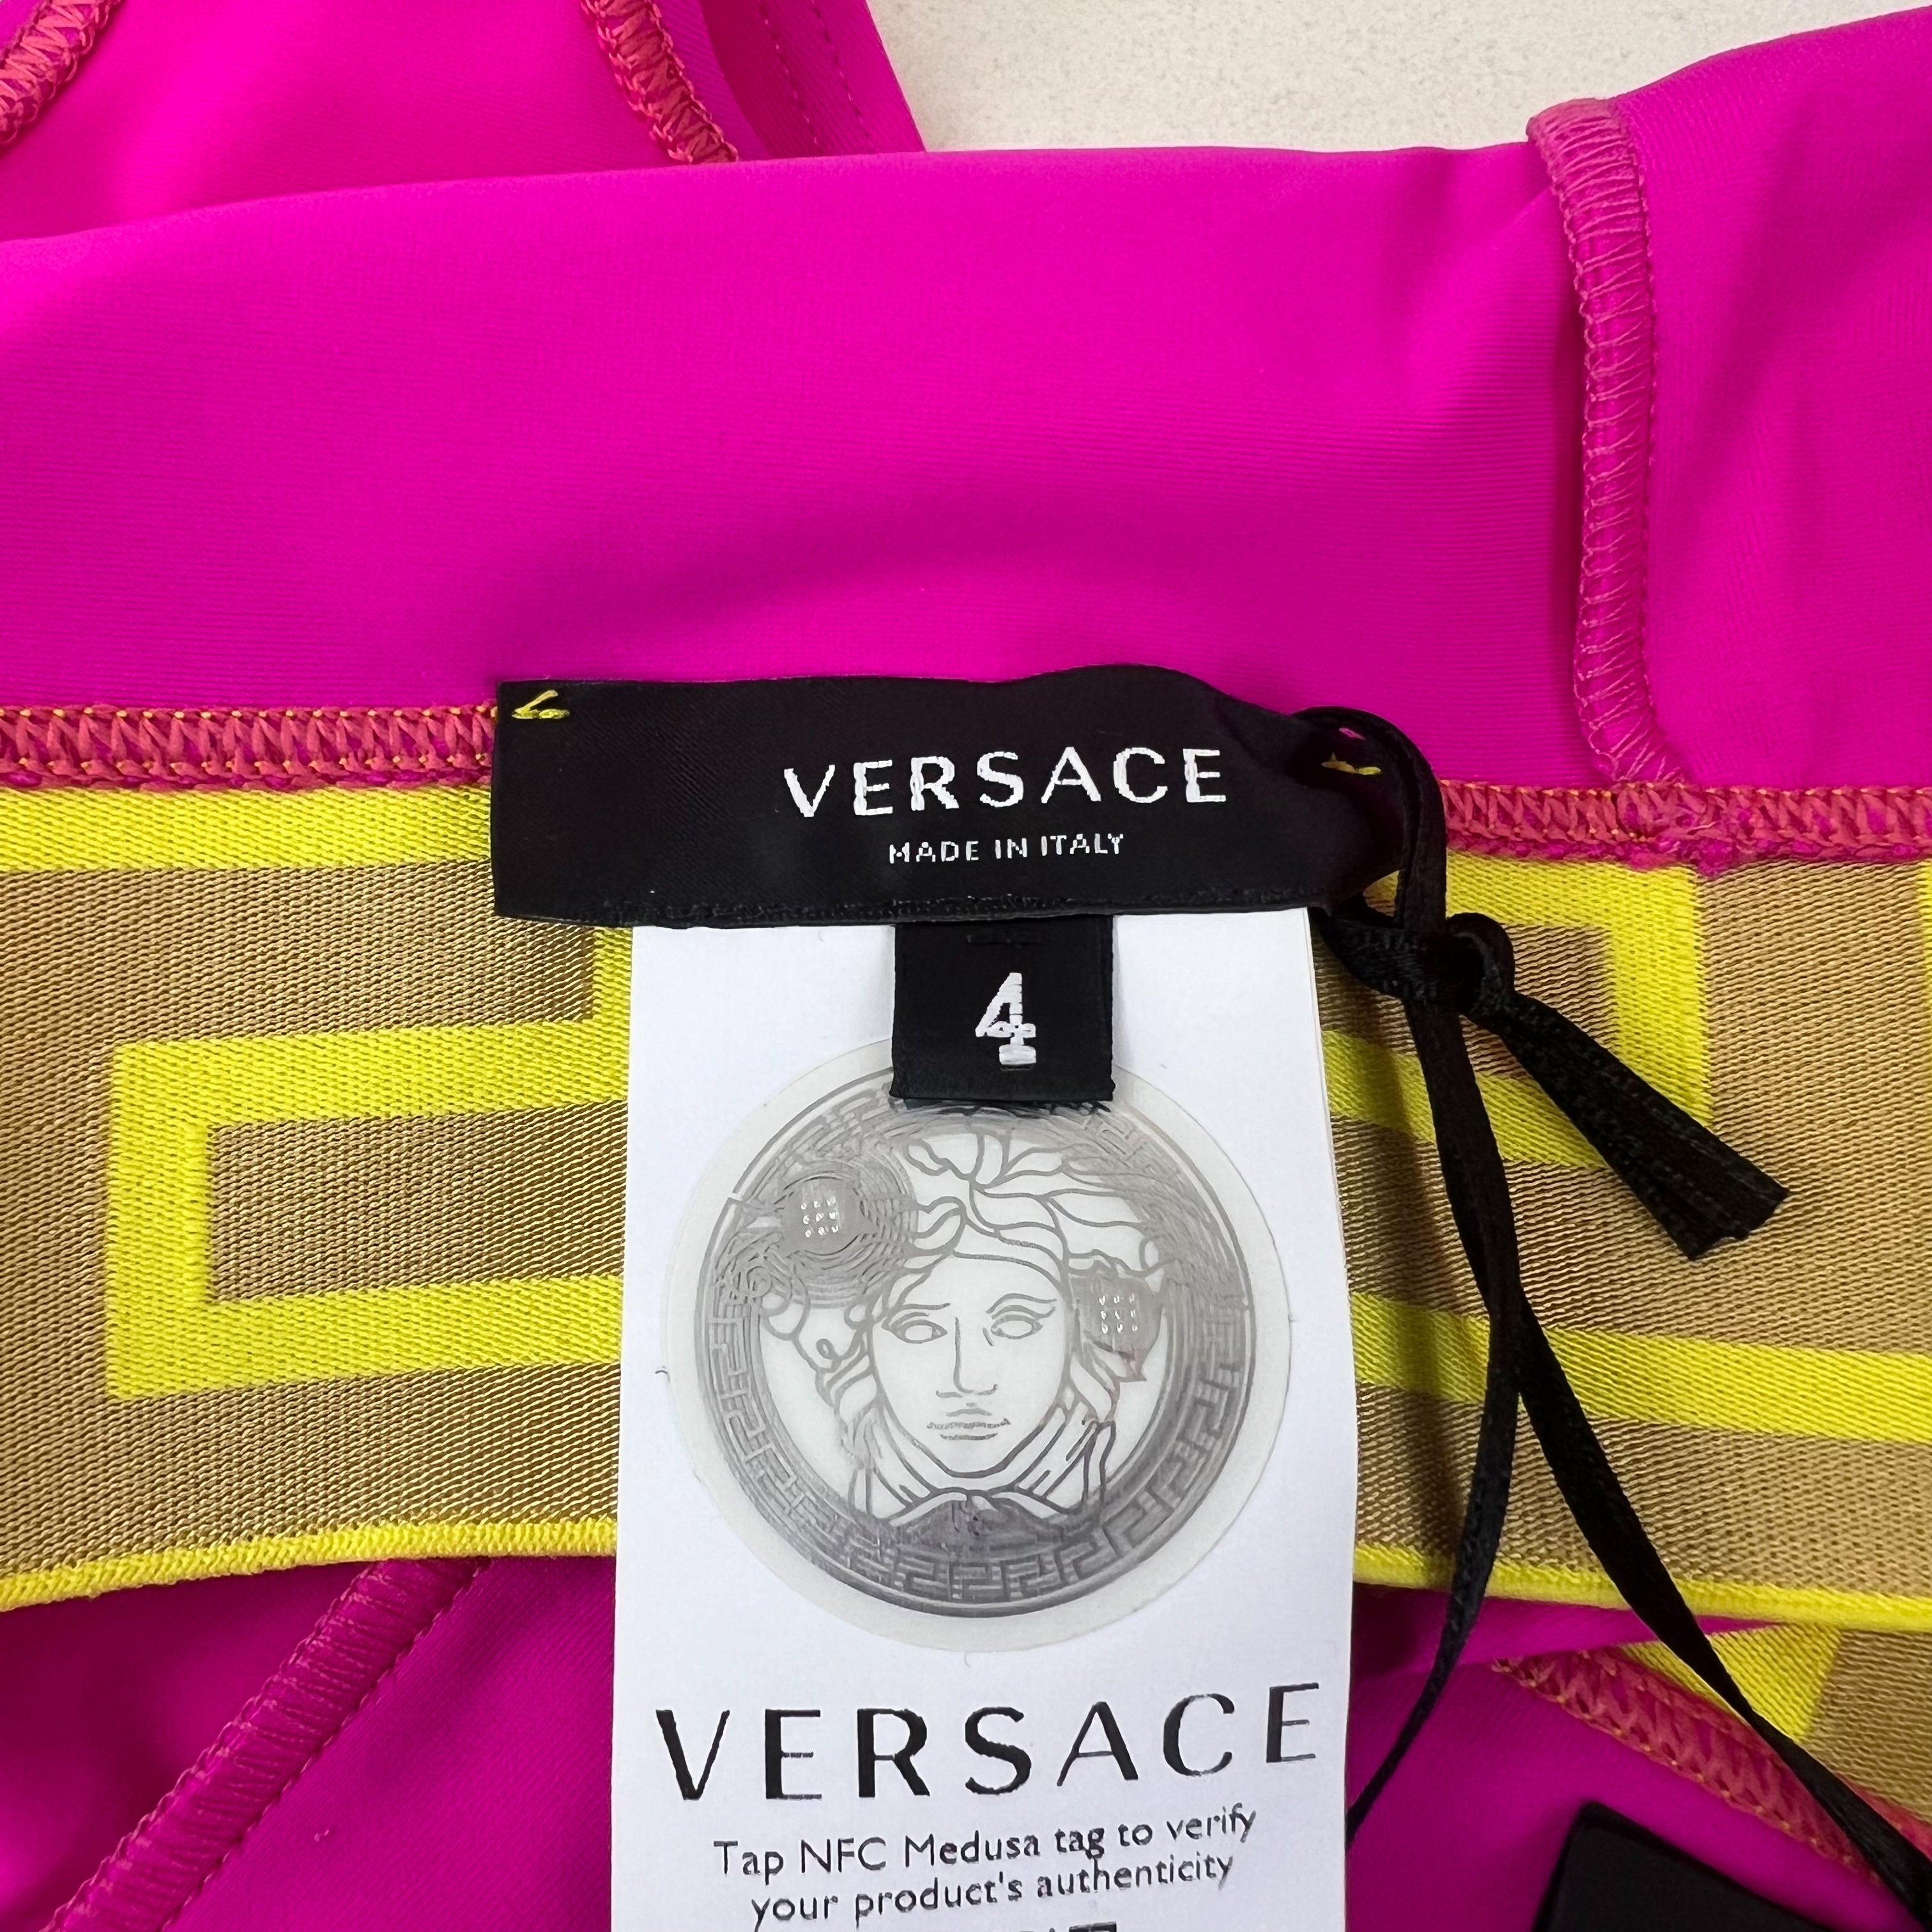 VERSACE
MADE IN ITALY
4
VERSACE
Tap NFC Medusa tag to verify
your product's authenticity